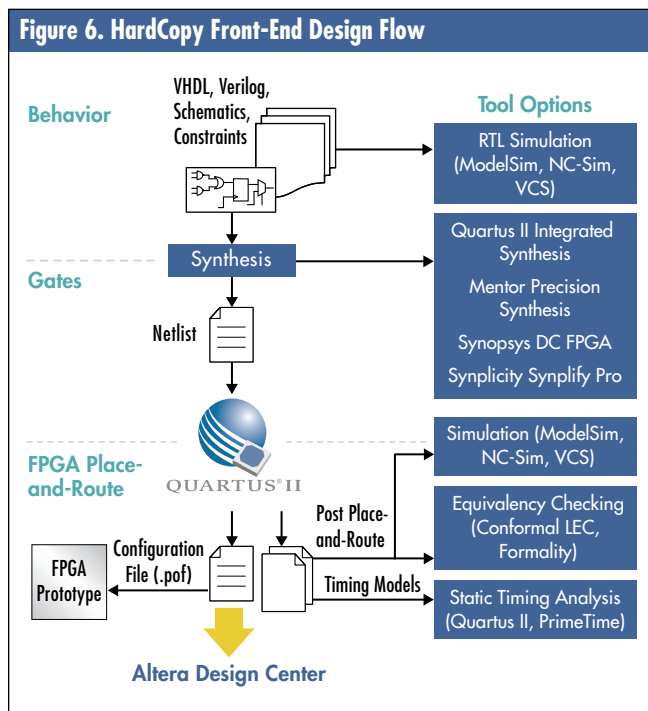 Figure 6. HardCopy Front-End Design Flow
VHDL, Verilog,
Schematics,
Constraints
Behavior
Tool Options
RTL Simulation
(ModelSim, NC-Sim,
VCS)
Synthesis
Gates
Quartus II Integrated
Synthesis
Mentor Precision
Synthesis
Synopsys DC FPGA
Synplicity Synplify Pro
Netlist
FPGA Place-
and-Route
QUARTUS® II
Simulation (ModelSim,
NC-Sim, VCS)
Post Place-
and-Route
Equivalency Checking
(Conformal LEC,
Formality)
FPGA
Prototype
Configuration
File (.pof)
Timing Models
Static Timing Analysis
(Quartus II, PrimeTime)
Altera Design Center